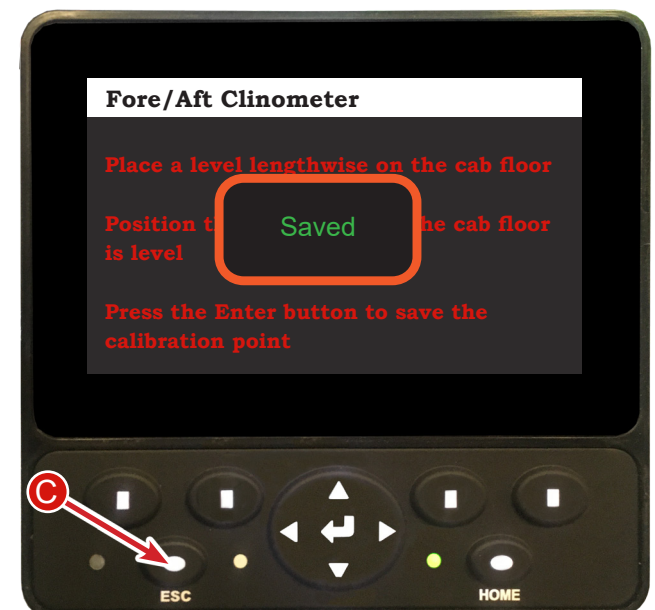 Fore/Aft Clinometer
Place a level lengthwise on the cab floor
Position t
Saved
he cab floor
is level
Press the Enter button to save the
calibration point
C
ESC
HOME